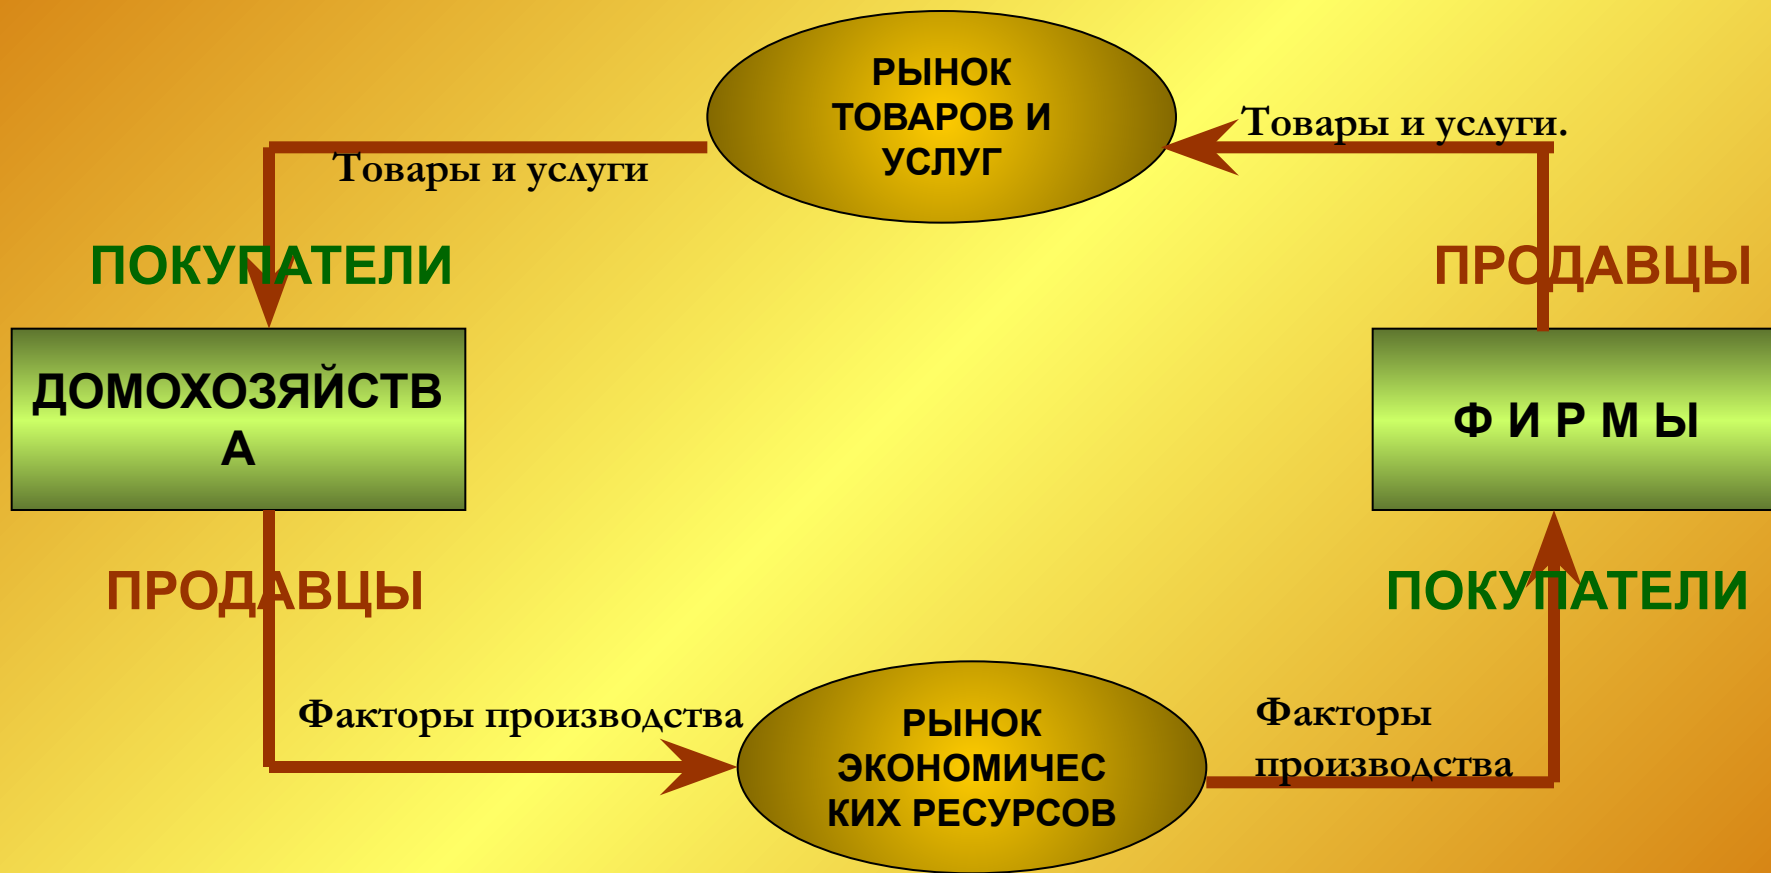 РЫНОК
ТОВАРОВ И
УСЛУГ
Товары и услуги.
Товары и услуги
ПОКУПАТЕЛИ
ПРОДАВЦЫ
ДОМОХОЗЯЙСТВ
А
Ф И Р М Ы
ПРОДАВЦЫ
ПОКУПАТЕЛИ
Факторы производства
РЫНОК
ЭКОНОМИЧЕС
КИХ РЕСУРСОВ
Факторы
производства